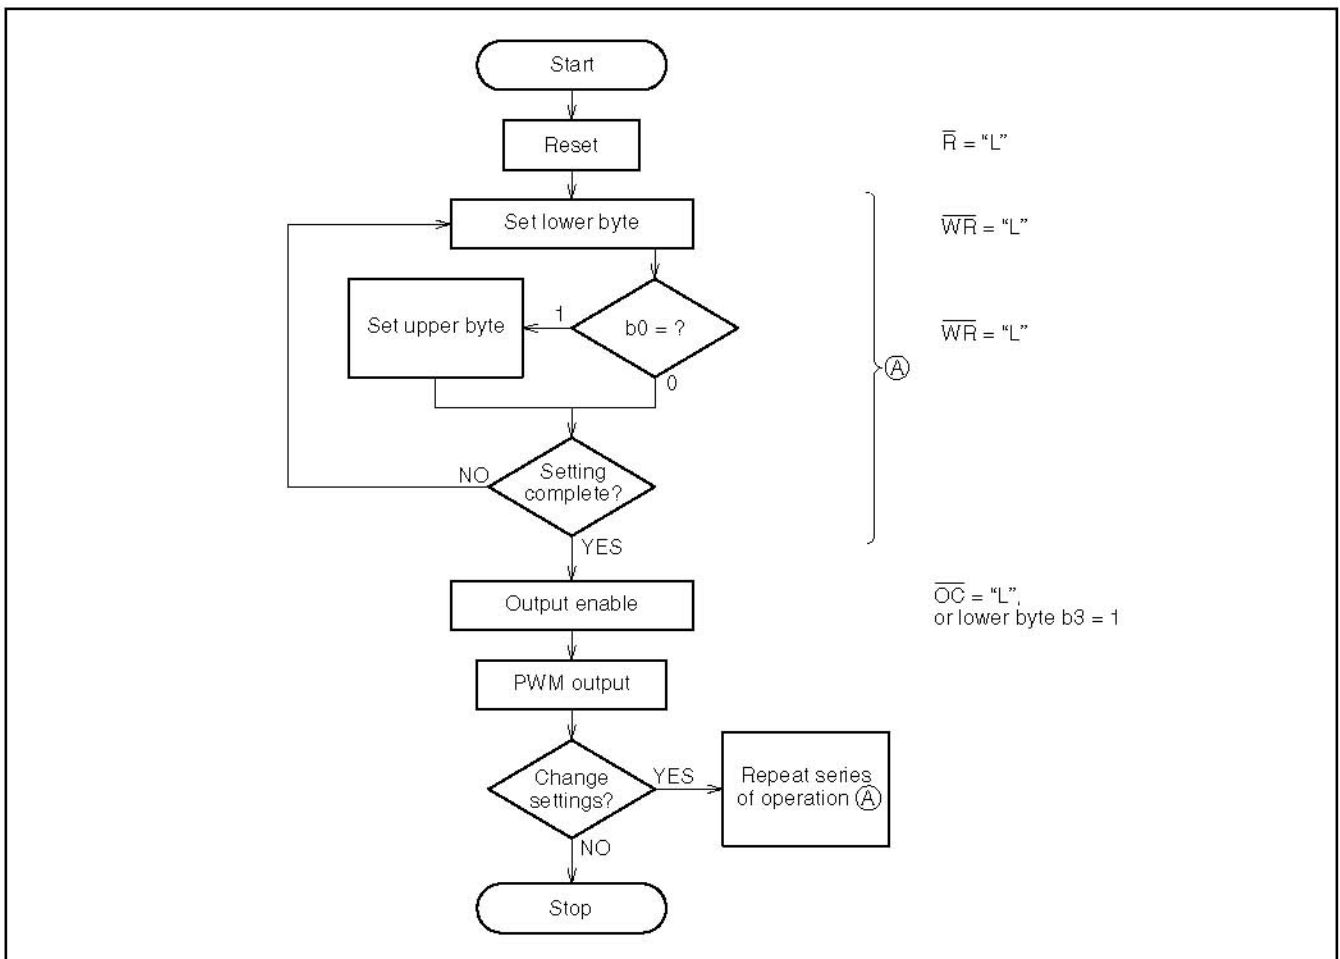 Start
Reset
R̅ = “L”
Set lower byte
W̅R̅ = “L”
Set upper byte
1
b0 = ?
W̅R̅ = “L”
0
Ⓐ
NO
Setting
complete?
YES
Output enable
O̅C̅ = “L”,
or lower byte b3 = 1
PWM output
Change
settings?
YES
Repeat series
of operation Ⓐ
NO
Stop